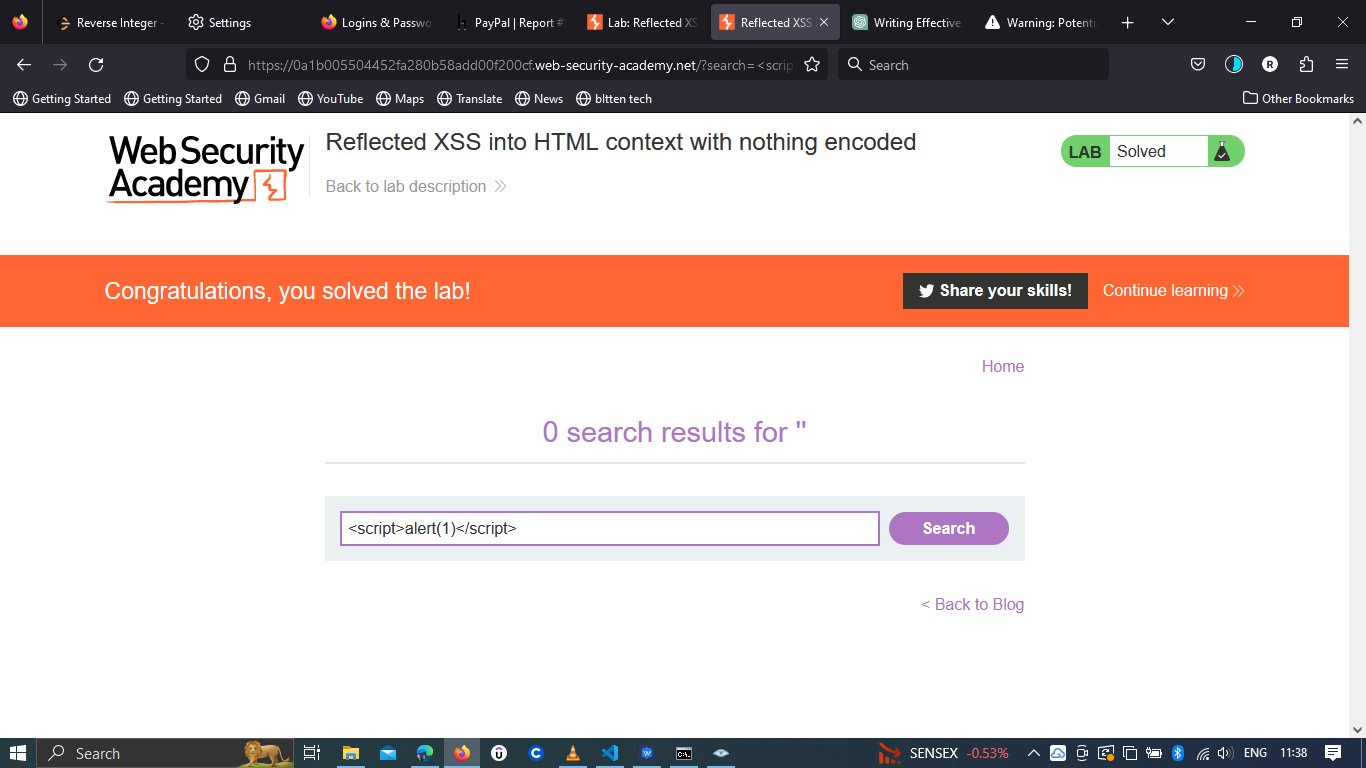 Reverse Integer -
Settings
Logins & Passwo
PayPal | Report #
Lab: Reflected XS
Reflected XSS
Writing Effective
Warning: Potenti
https://0a1b005504452fa280b58add00f200cf.web-security-academy.net/?search=<scrip
Search
Getting Started
Getting Started
Gmail
YouTube
Maps
Translate
News
bltten tech
Other Bookmarks
Web Security
Academy
Reflected XSS into HTML context with nothing encoded
Back to lab description
LAB
Solved
Congratulations, you solved the lab!
Share your skills!
Continue learning
Home
0 search results for ''
<script>alert(1)</script>
Search
< Back to Blog
Search
SENSEX -0.53%
ENG
11:38